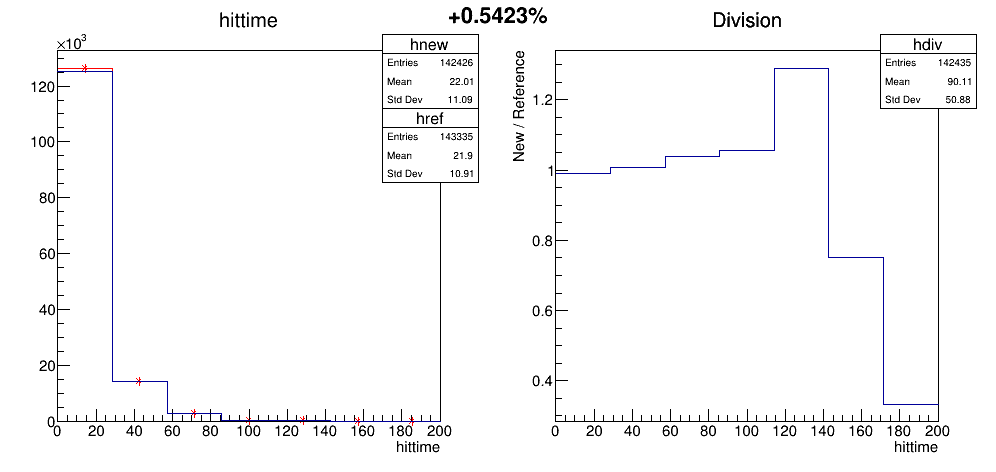 +0.5423%
hittime
×10³
hnew
Entries 142426
Mean 22.01
Std Dev 11.09
href
Entries 143335
Mean 21.9
Std Dev 10.91
120
100
80
60
40
20
0
0 20 40 60 80 100 120 140 160 180 200
hittime
Division
hdiv
Entries 142435
Mean 90.11
Std Dev 50.88
New / Reference
1.2
1
0.8
0.6
0.4
0 20 40 60 80 100 120 140 160 180 200
hittime